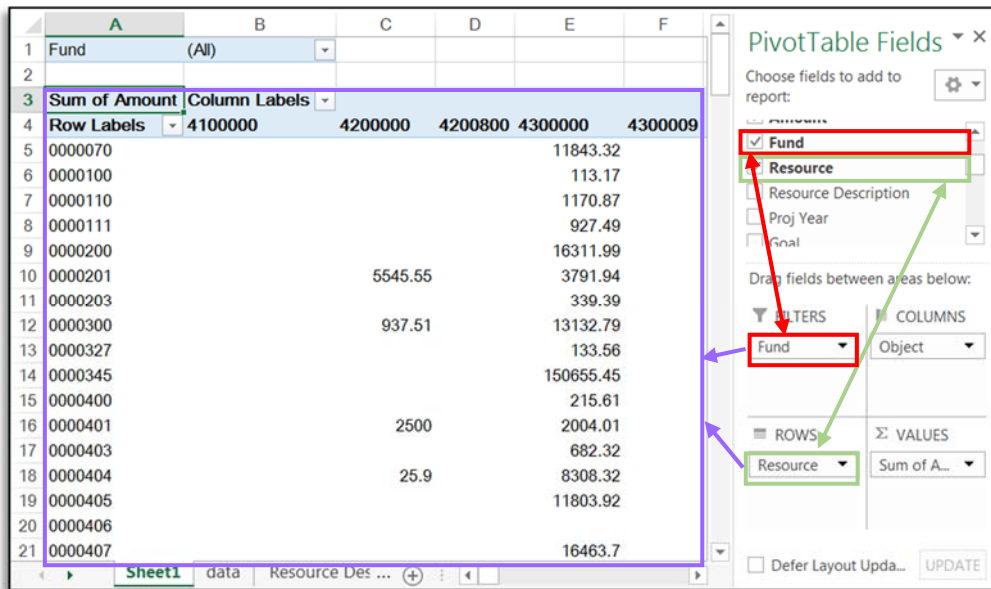 A B C D E F
1 Fund (All)
2
3 Sum of Amount Column Labels
4 Row Labels 4100000 4200000 4200800 4300000 4300009
5 0000070 11843.32
6 0000100 113.17
7 0000110 1170.87
8 0000111 927.49
9 0000200 16311.99
10 0000201 5545.55 3791.94
11 0000203 339.39
12 0000300 937.51 13132.79
13 0000327 133.56
14 0000345 150655.45
15 0000400 215.61
16 0000401 2500 2004.01
17 0000403 682.32
18 0000404 25.9 8308.32
19 0000405 11803.92
20 0000406
21 0000407 16463.7
Sheet1 data Resource Des ...
PivotTable Fields
Choose fields to add to
report:
Amount
Fund
Resource
Resource Description
Proj Year
Goal
Drag fields between areas below:
FILTERS COLUMNS
Fund Object
ROWS Σ VALUES
Resource Sum of A...
Defer Layout Upda... UPDATE